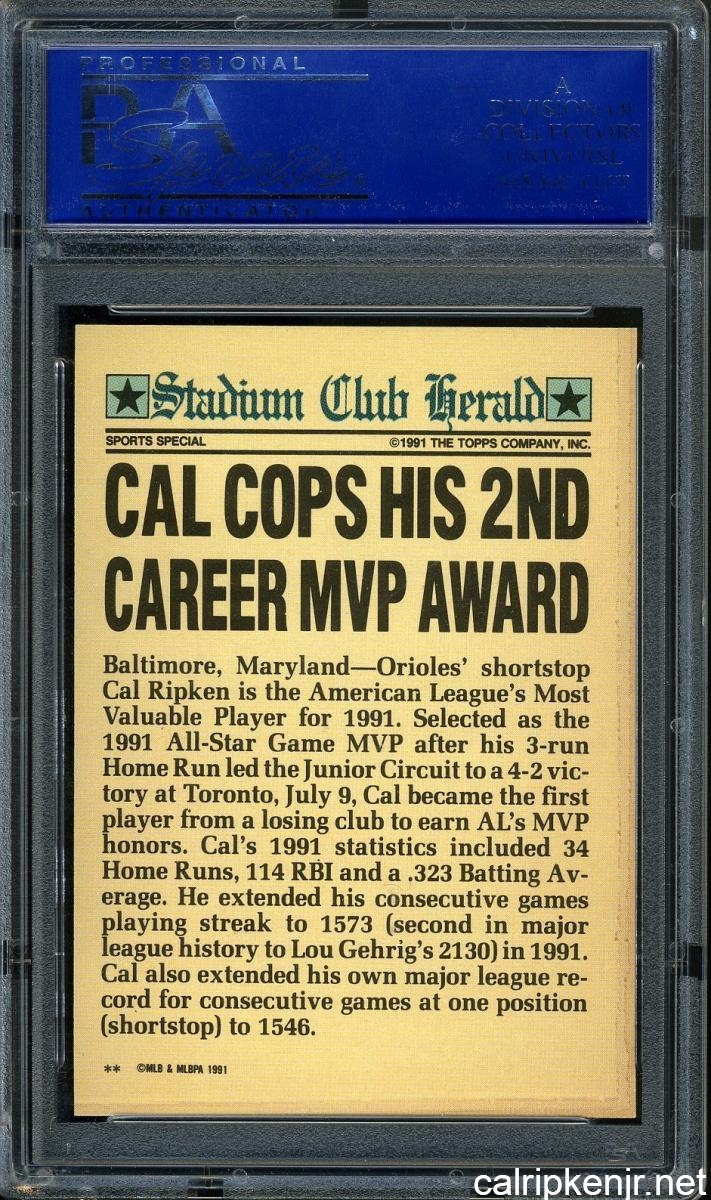 PROFESSIONAL
PSA
AUTHENTICATOR
A
DIVISION OF
COLLECTORS
UNIVERSE
★ Stadium Club Herald ★
SPORTS SPECIAL ©1991 THE TOPPS COMPANY, INC.
CAL COPS HIS 2ND
CAREER MVP AWARD
Baltimore, Maryland—Orioles' shortstop
Cal Ripken is the American League's Most
Valuable Player for 1991. Selected as the
1991 All-Star Game MVP after his 3-run
Home Run led the Junior Circuit to a 4-2 vic-
tory at Toronto, July 9, Cal became the first
player from a losing club to earn AL's MVP
honors. Cal's 1991 statistics included 34
Home Runs, 114 RBI and a .323 Batting Av-
erage. He extended his consecutive games
playing streak to 1573 (second in major
league history to Lou Gehrig's 2130) in 1991.
Cal also extended his own major league re-
cord for consecutive games at one position
(shortstop) to 1546.
** ©MLB & MLBPA 1991
calripkenjr.net